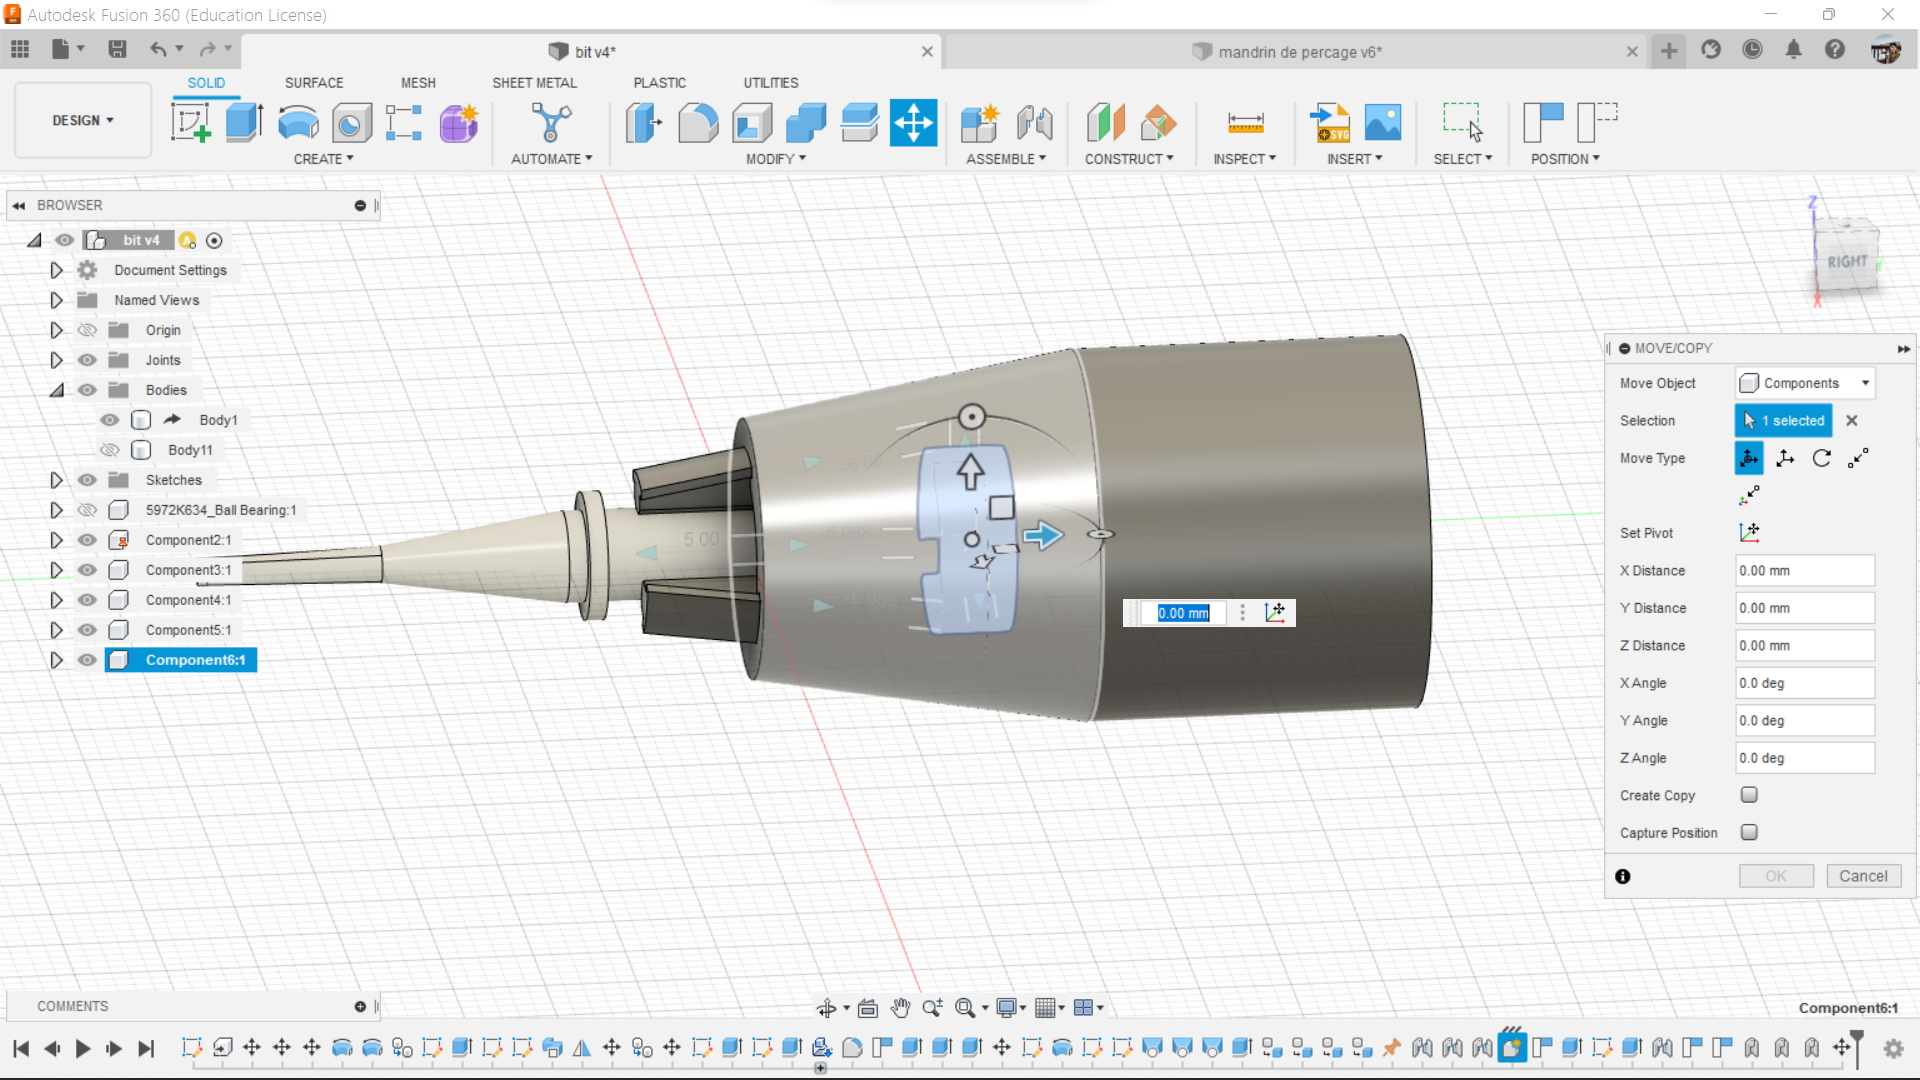 Autodesk Fusion 360 (Education License)
bit v4*
mandrin de percage v6*
SOLID
SURFACE
MESH
SHEET METAL
PLASTIC
UTILITIES
DESIGN
CREATE
AUTOMATE
MODIFY
ASSEMBLE
CONSTRUCT
INSPECT
INSERT
SELECT
POSITION
SVG
BROWSER
bit v4
Document Settings
Named Views
Origin
Joints
Bodies
Body1
Body11
Sketches
5972K634_Ball Bearing:1
Component2:1
Component3:1
Component4:1
Component5:1
Component6:1
5.00
0.00 mm
Z
RIGHT
X
MOVE/COPY
Move Object
Components
Selection
1 selected
Move Type
Set Pivot
X Distance
0.00 mm
Y Distance
0.00 mm
Z Distance
0.00 mm
X Angle
0.0 deg
Y Angle
0.0 deg
Z Angle
0.0 deg
Create Copy
Capture Position
OK
Cancel
COMMENTS
Component6:1